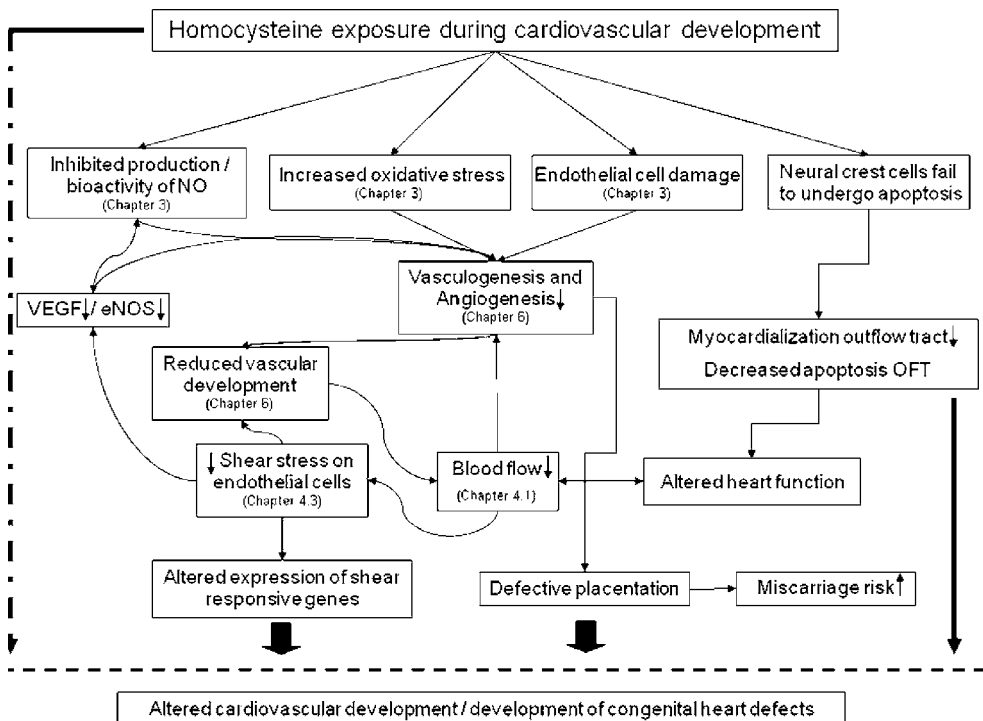 Homocysteine exposure during cardiovascular development
Inhibited production /
bioactivity of NO
(Chapter 3)
Increased oxidative stress
(Chapter 3)
Endothelial cell damage
(Chapter 3)
Neural crest cells fail
to undergo apoptosis
Vasculogenesis and
Angiogenesis↓
(Chapter 6)
VEGF↓/ eNOS↓
Myocardialization outflow tract↓
Decreased apoptosis OFT
Reduced vascular
development
(Chapter 6)
↓ Shear stress on
endothelial cells
(Chapter 4.3)
Blood flow↓
(Chapter 4.1)
Altered heart function
Altered expression of shear
responsive genes
Defective placentation
Miscarriage risk↑
Altered cardiovascular development / development of congenital heart defects